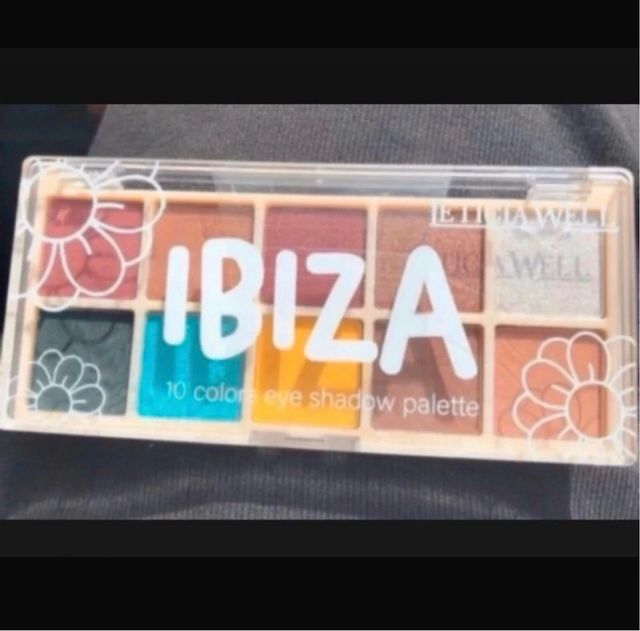 LETICIA WELL
IBIZA
10 colors eye shadow palette